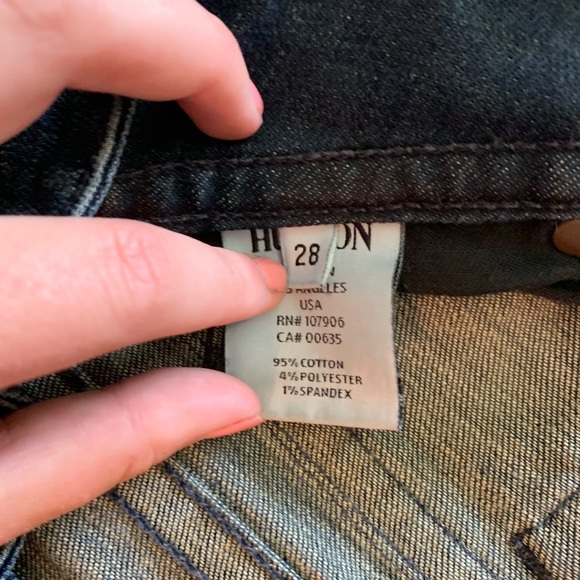 28
USA
RN# 107906
CA# 00635
95% COTTON
4% POLYESTER
1% SPANDEX